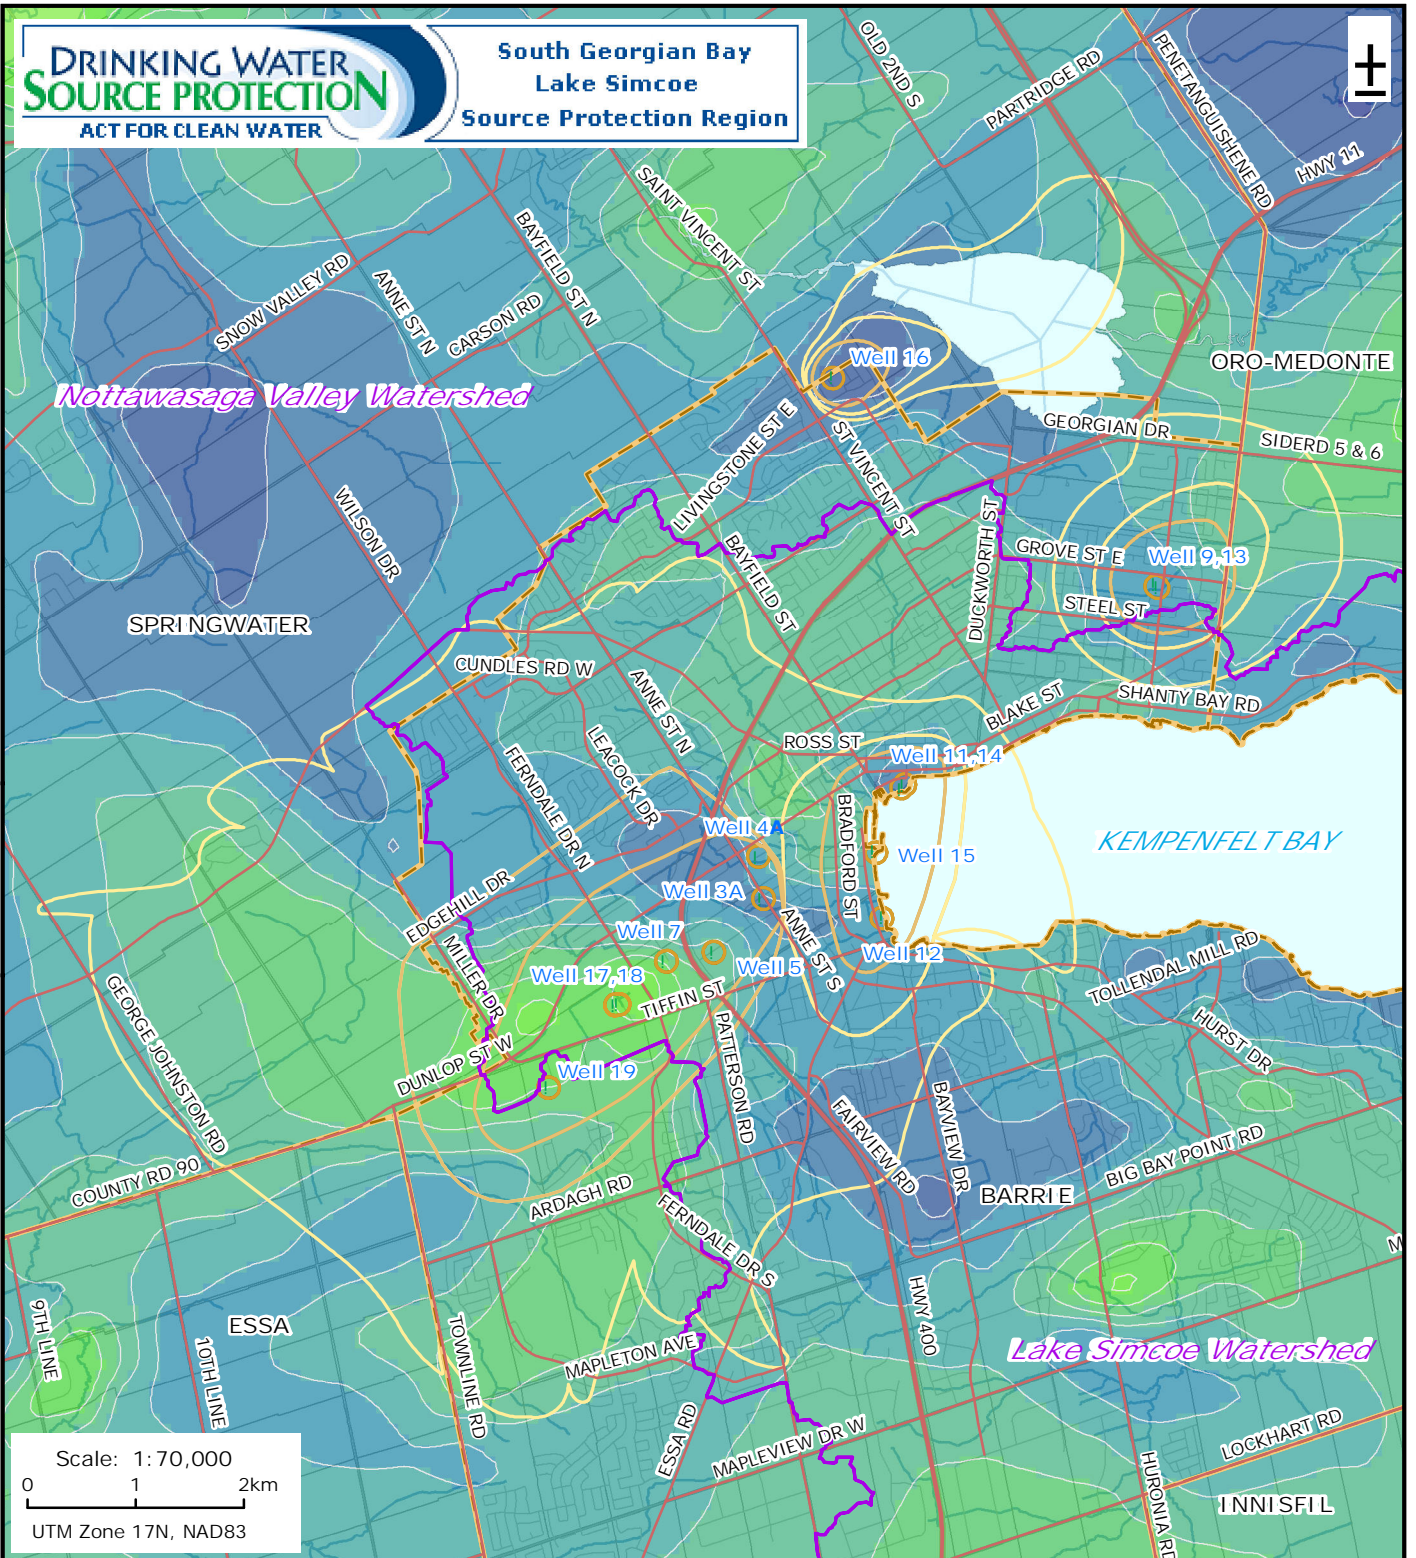 DRINKING WATER
SOURCE PROTECTION
ACT FOR CLEAN WATER
South Georgian Bay
Lake Simcoe
Source Protection Region
OLD 2ND S
PARTRIDGE RD
PENETANGUISHENE RD
HWY 11
SAINT VINCENT ST
BAYFIELD ST N
SNOW VALLEY RD
ANNE ST N
CARSON RD
Well 16
ORO-MEDONTE
Nottawasaga Valley Watershed
LIVINGSTONE ST E
ST VINCENT ST
GEORGIAN DR
SIDERD 5 & 6
WILSON DR
BAYFIELD ST
DUCKWORTH ST
GROVE ST E
Well 9,13
STEEL ST
SPRINGWATER
CUNDLES RD W
ANNE ST N
BLAKE ST
SHANTY BAY RD
LEACOCK DR
ROSS ST
FERNDALE DR N
Well 11,14
Well 4A
BRADFORD ST
Well 15
KEMPENFELT BAY
EDGEHILL DR
Well 3A
ANNE ST S
MILLER DR
Well 7
Well 5
Well 12
TOLLENDAL MILL RD
Well 17,18
TIFFIN ST
GEORGE JOHNSTON RD
PATTERSON RD
HURST DR
DUNLOP ST W
Well 19
FAIRVIEW RD
BAYVIEW DR
BIG BAY POINT RD
COUNTY RD 90
ARDAGH RD
BARRIE
FERNDALE DR S
M
9TH LINE
ESSA
10TH LINE
TOWNLINE RD
MAPLETON AVE
HWY 400
Lake Simcoe Watershed
ESSA RD
MAPLEVIEW DR W
LOCKHART RD
HURONIA RD
INNISFIL
Scale: 1:70,000
0 1 2km
UTM Zone 17N, NAD83